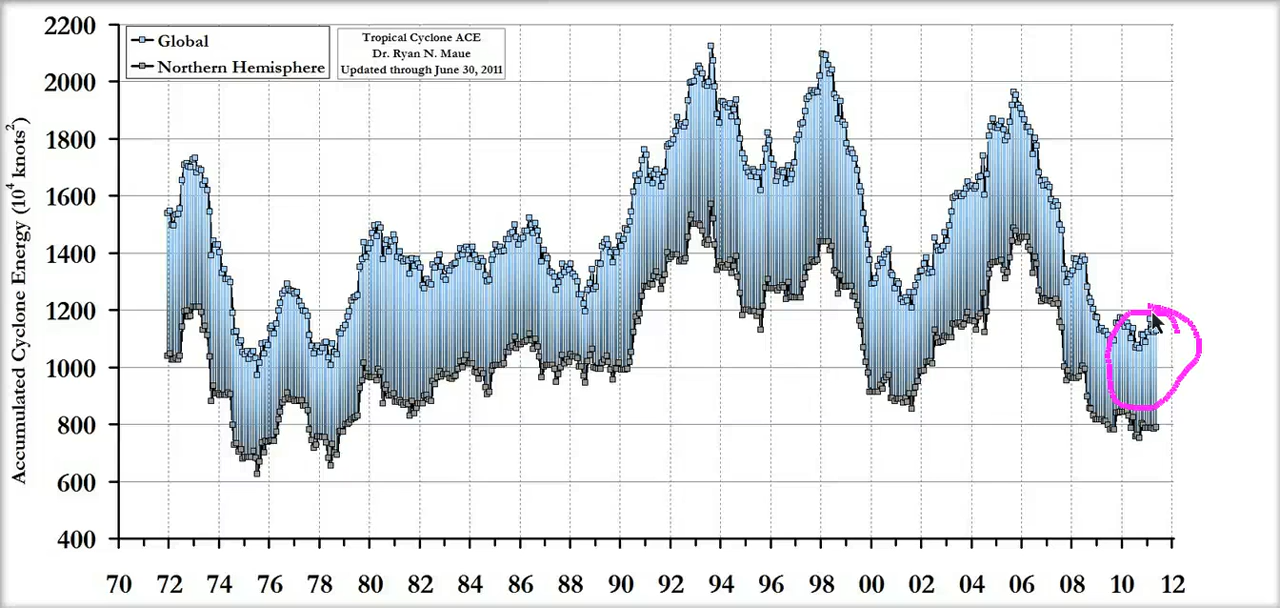 2200
2000
1800
1600
1400
1200
1000
800
600
400
Accumulated Cyclone Energy (10⁴ knots²)
Global
Northern Hemisphere
Tropical Cyclone ACE
Dr. Ryan N. Maue
Updated through June 30, 2011
70 72 74 76 78 80 82 84 86 88 90 92 94 96 98 00 02 04 06 08 10 12